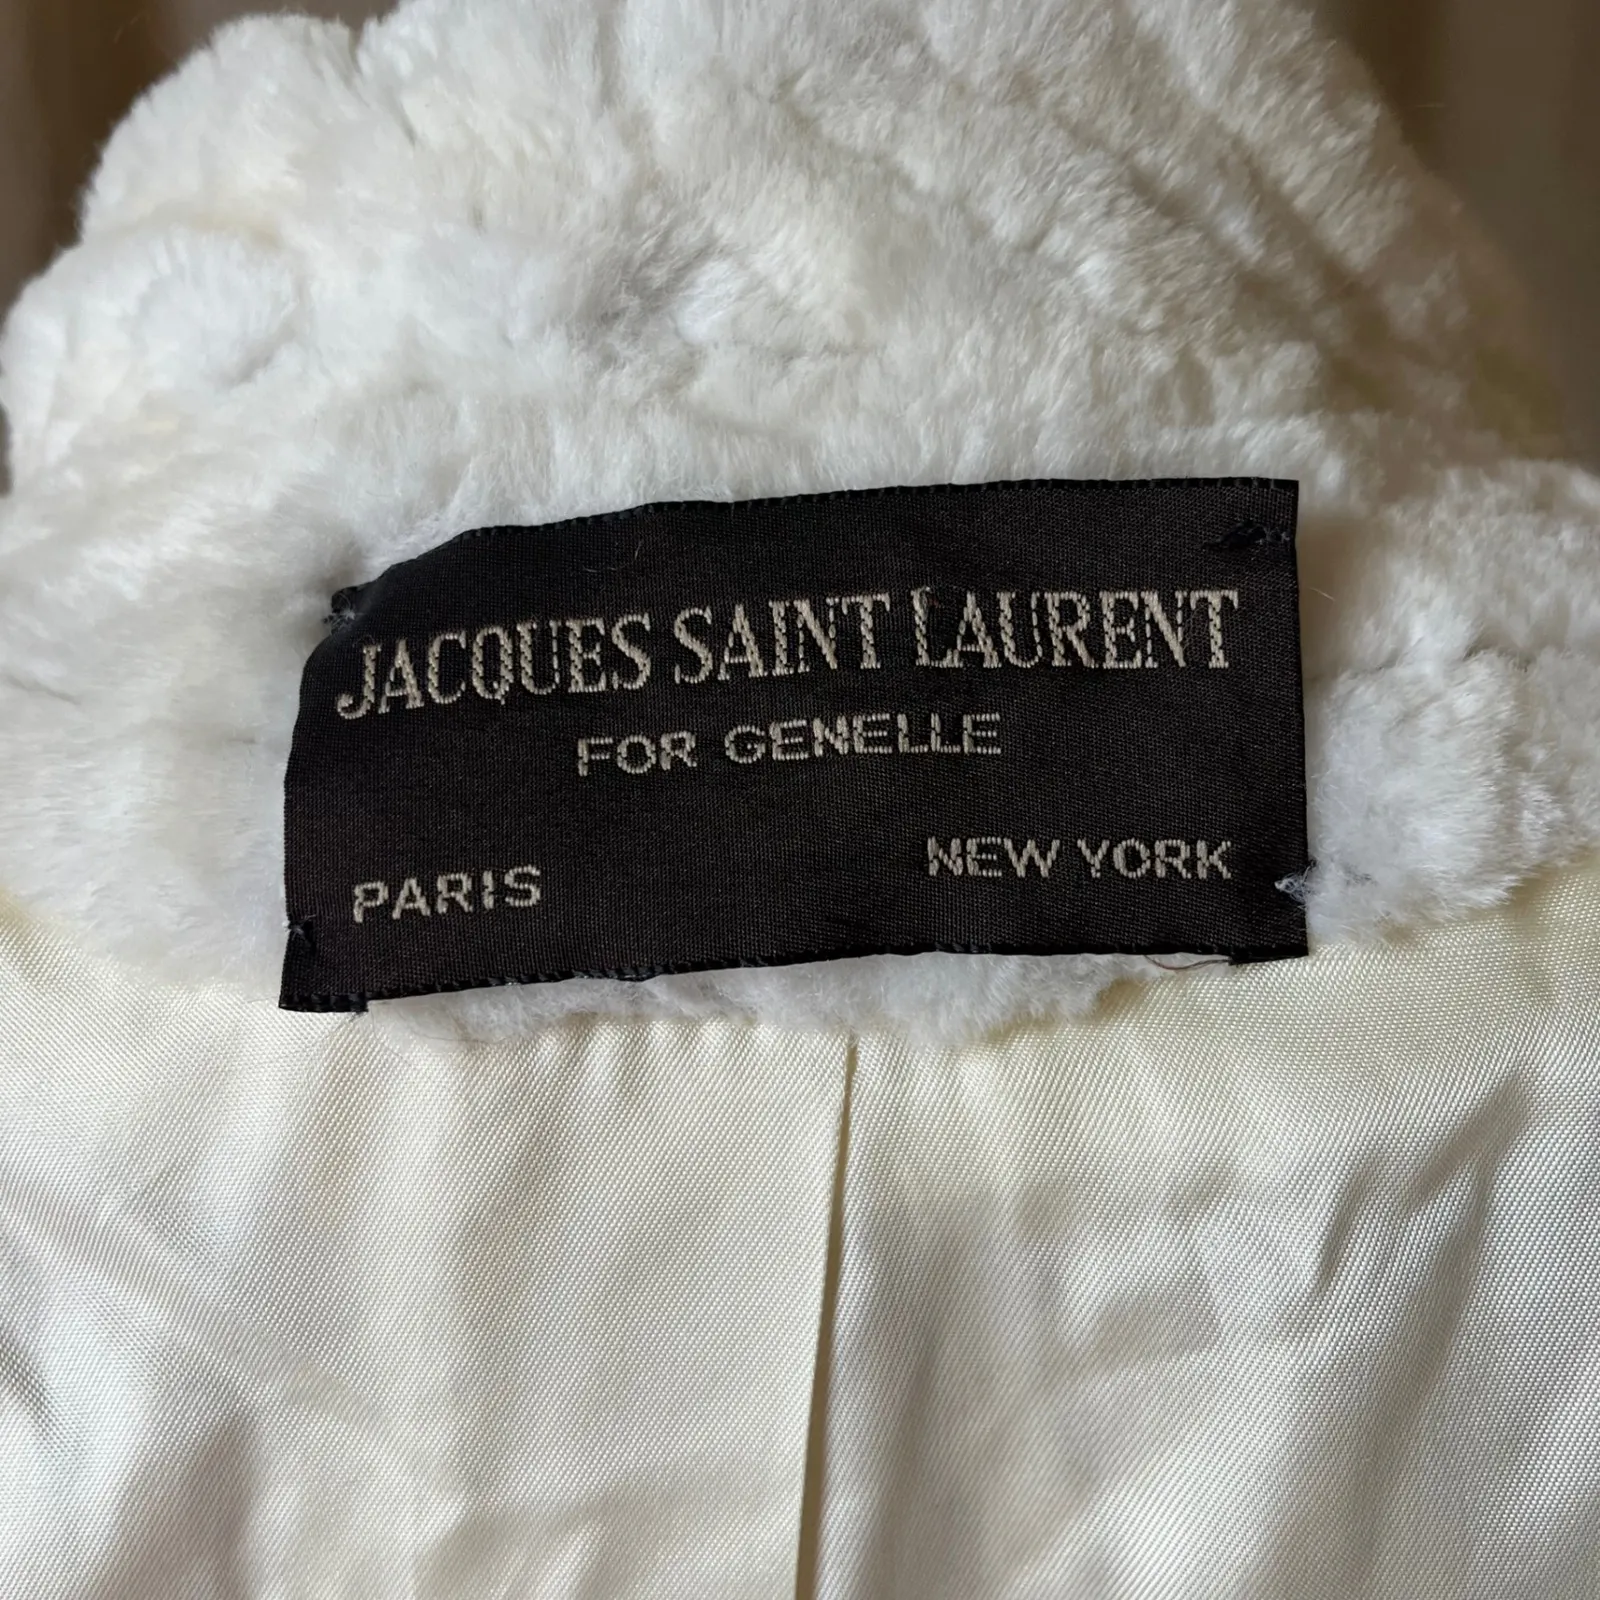 JACQUES SAINT LAURENT
FOR GENELLE
PARIS NEW YORK